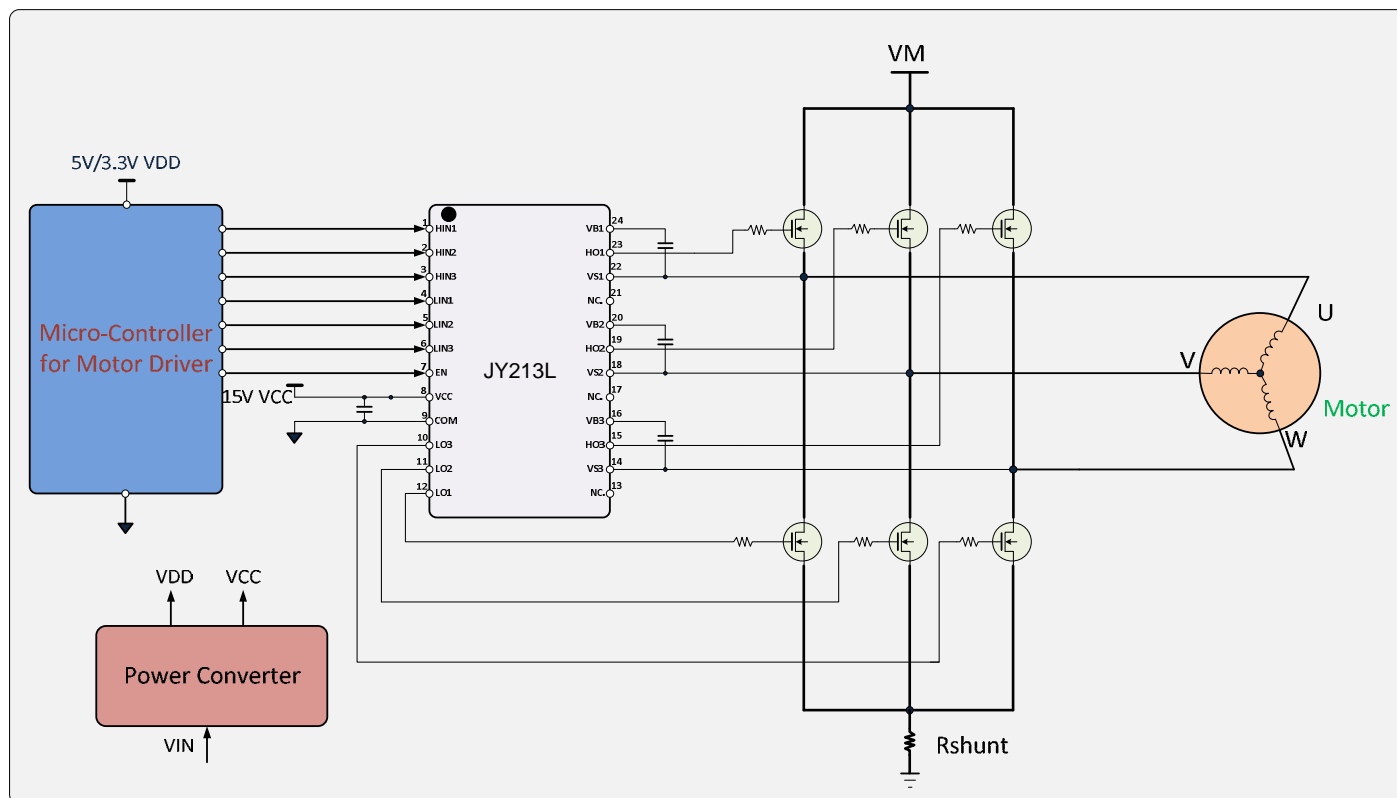 VM
5V/3.3V VDD
Micro-Controller
for Motor Driver
1 HIN1
2 HIN2
3 HIN3
4 LIN1
5 LIN2
6 LIN3
7 EN
15V VCC
8 VCC
9 COM
10 LO3
11 LO2
12 LO1
JY213L
VB1 24
HO1 23
VS1 22
NC. 21
VB2 20
HO2 19
VS2 18
NC. 17
VB3 16
HO3 15
VS3 14
NC. 13
U
V
W
Motor
VDD
VCC
Power Converter
VIN
Rshunt